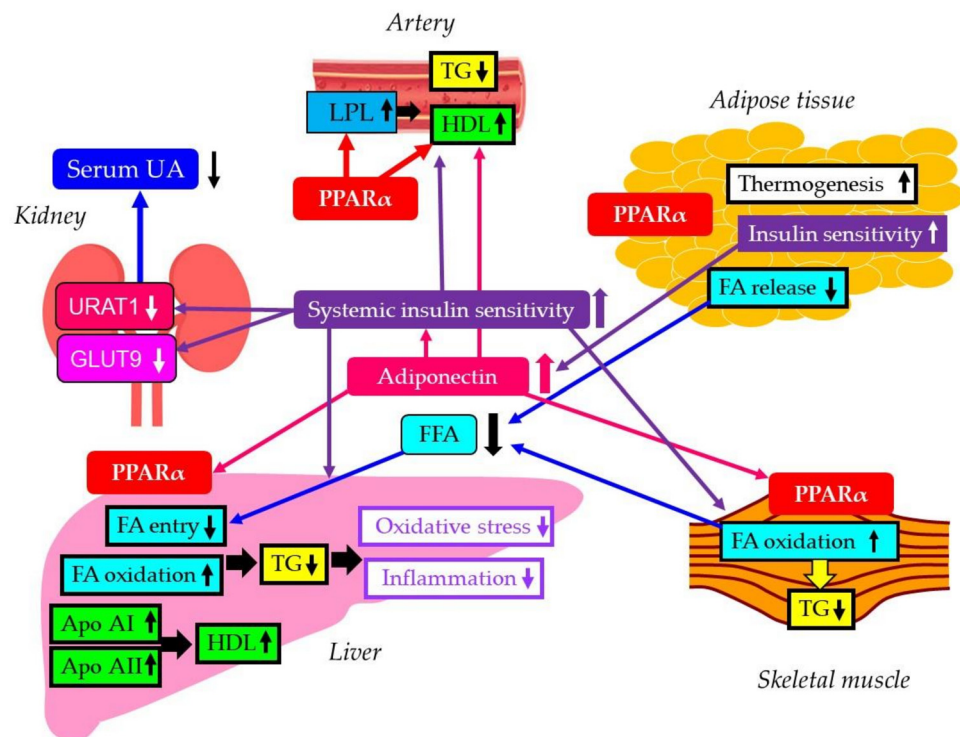 Artery
TG
LPL
HDL
PPARα
Adipose tissue
Thermogenesis
PPARα
Insulin sensitivity
FA release
Serum UA
Kidney
URAT1
GLUT9
Systemic insulin sensitivity
Adiponectin
FFA
PPARα
FA entry
FA oxidation
TG
Oxidative stress
Inflammation
Apo AI
Apo AII
HDL
Liver
PPARα
FA oxidation
TG
Skeletal muscle